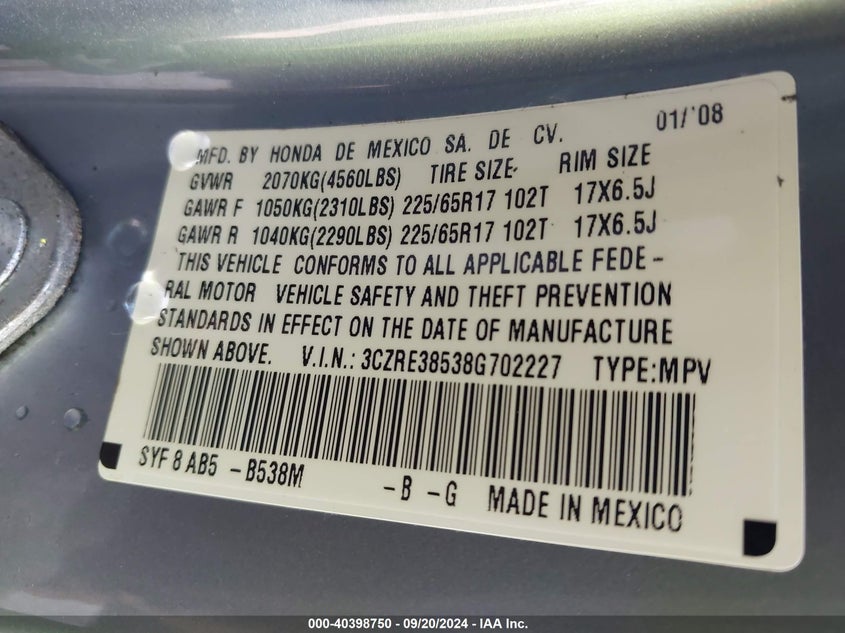 01/'08
MFD. BY HONDA DE MEXICO SA. DE CV.
GVWR 2070KG(4560LBS) TIRE SIZE- RIM SIZE
GAWR F 1050KG(2310LBS) 225/65R17 102T 17X6.5J
GAWR R 1040KG(2290LBS) 225/65R17 102T 17X6.5J
THIS VEHICLE CONFORMS TO ALL APPLICABLE FEDE-
RAL MOTOR VEHICLE SAFETY AND THEFT PREVENTION
STANDARDS IN EFFECT ON THE DATE OF MANUFACTURE
SHOWN ABOVE. V.I.N.: 3CZRE38538G702227 TYPE:MPV
SYF 8 AB5 -B538M -B -G MADE IN MEXICO
000-40398750 - 09/20/2024 - IAA Inc.